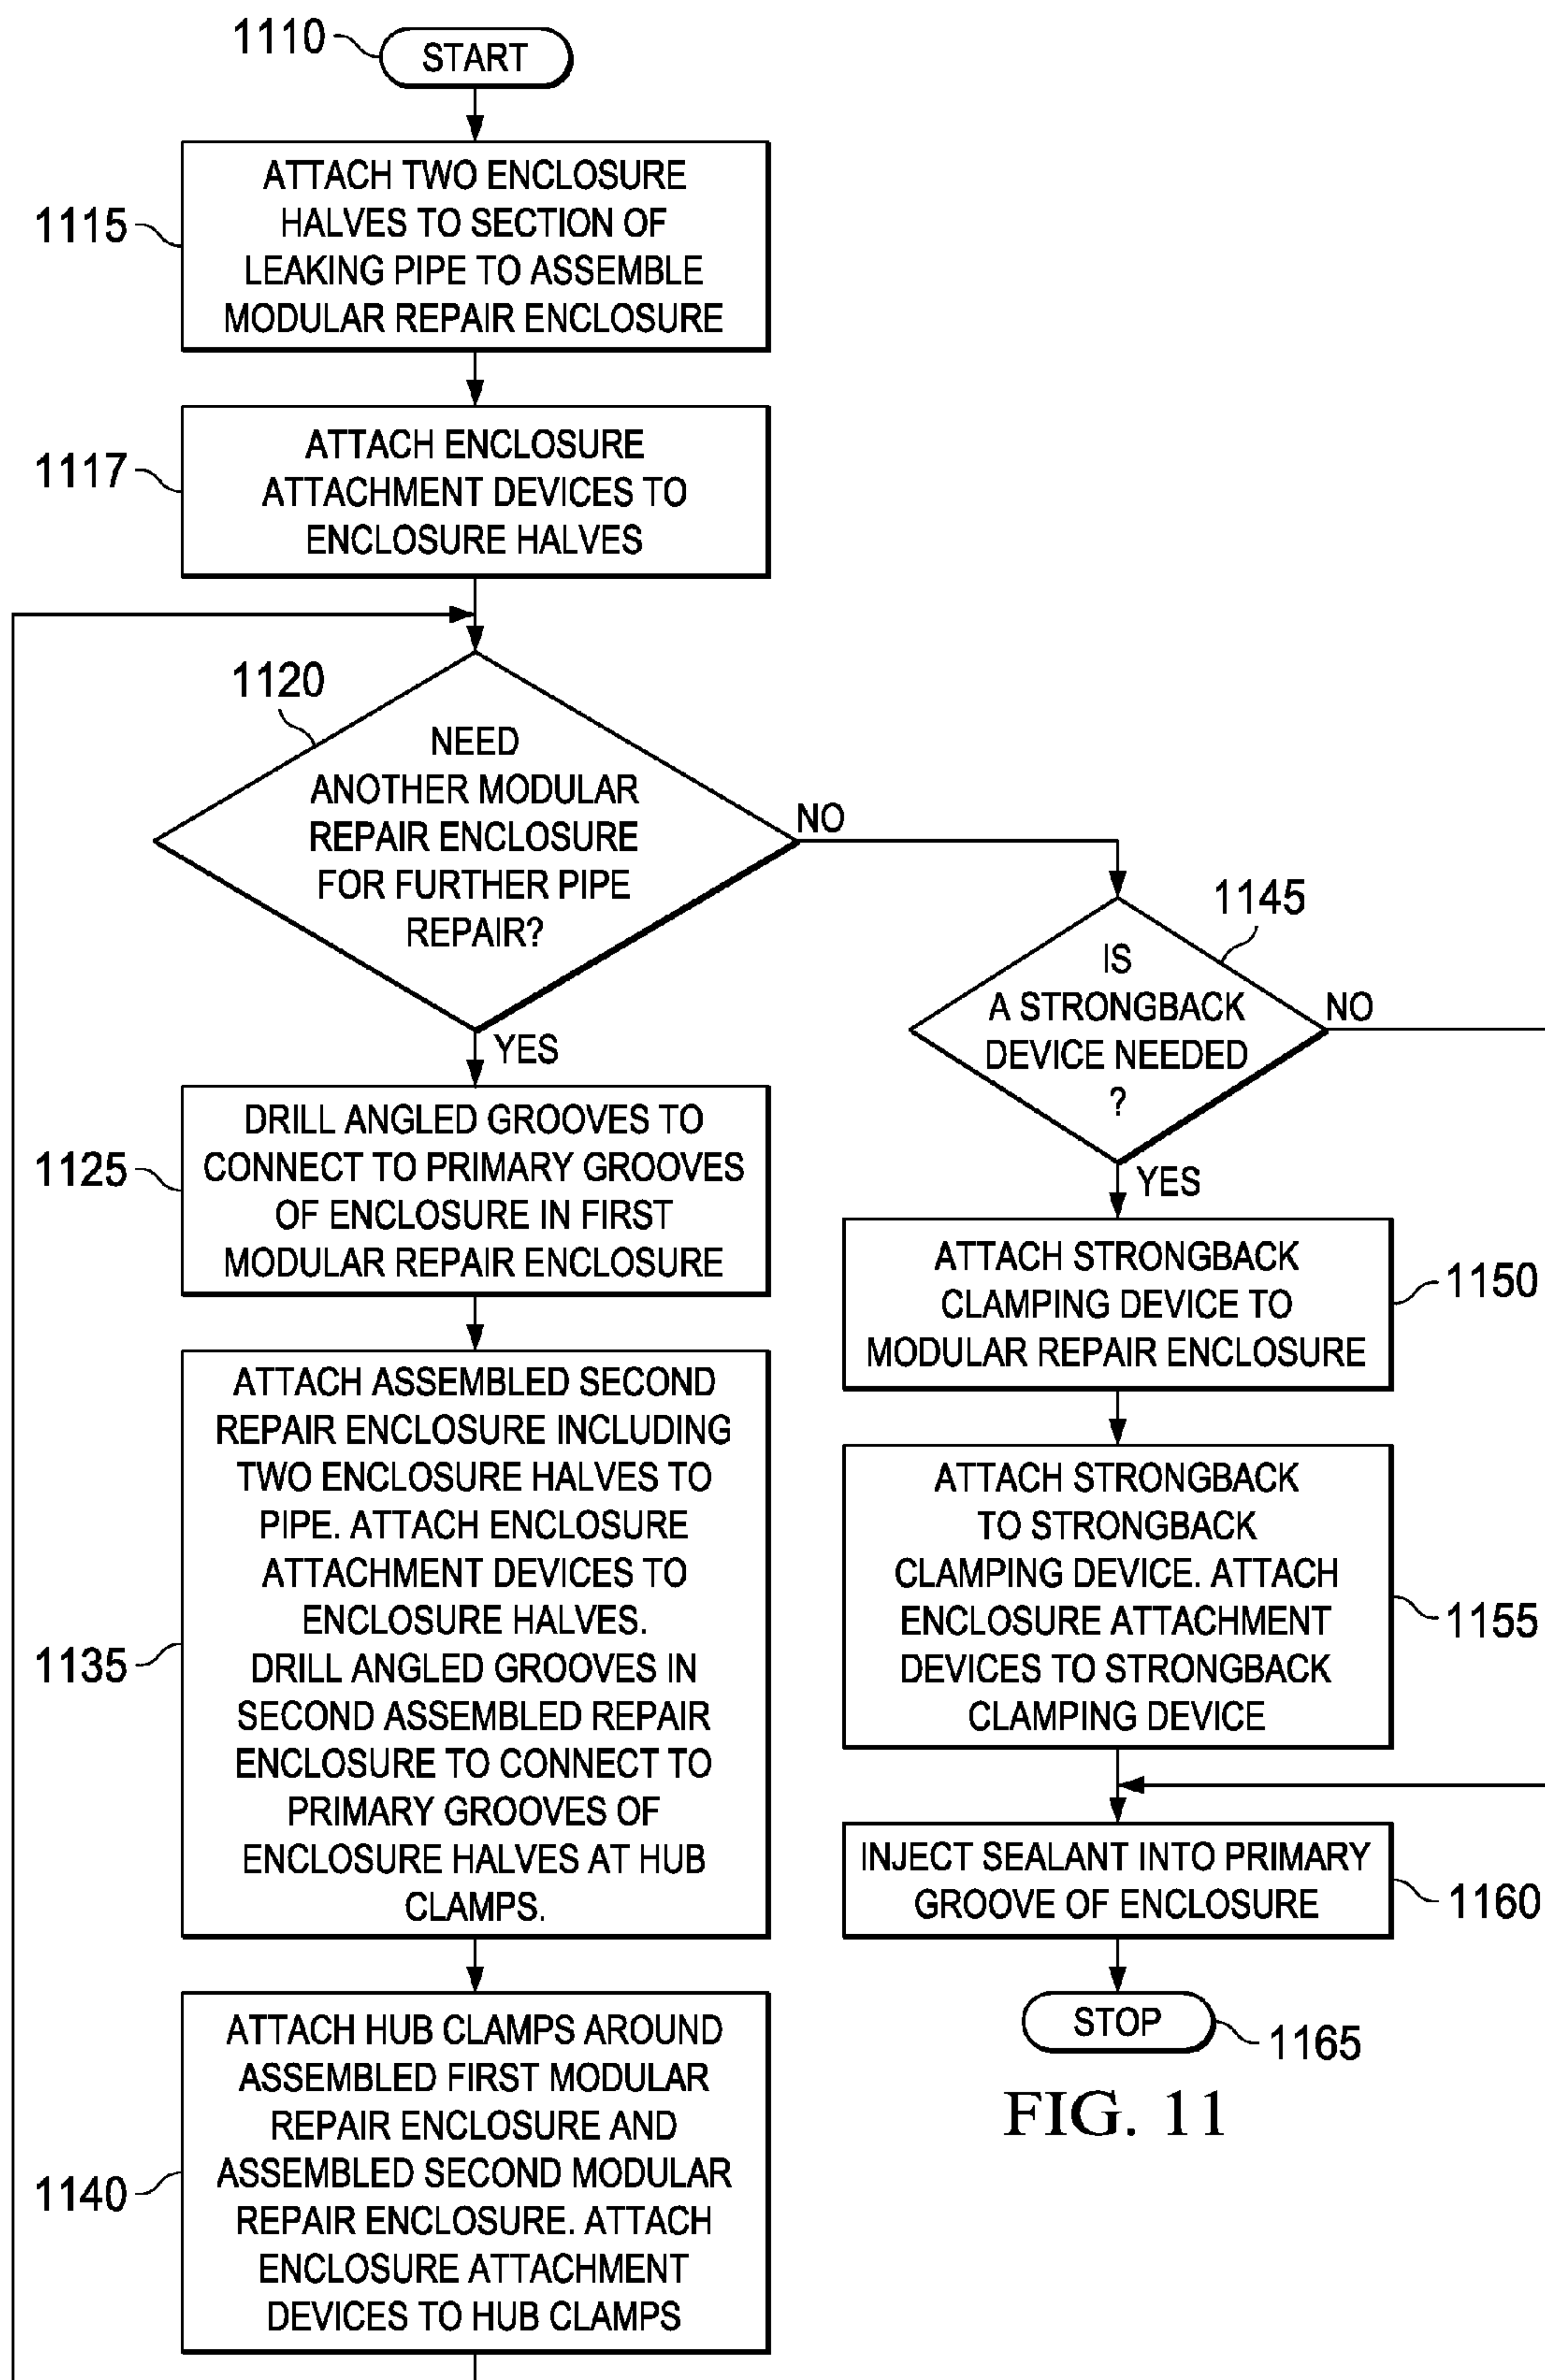 1110
START
1115
ATTACH TWO ENCLOSURE
HALVES TO SECTION OF
LEAKING PIPE TO ASSEMBLE
MODULAR REPAIR ENCLOSURE
1117
ATTACH ENCLOSURE
ATTACHMENT DEVICES TO
ENCLOSURE HALVES
1120
NEED
ANOTHER MODULAR
REPAIR ENCLOSURE
FOR FURTHER PIPE
REPAIR?
NO
YES
1125
DRILL ANGLED GROOVES TO
CONNECT TO PRIMARY GROOVES
OF ENCLOSURE IN FIRST
MODULAR REPAIR ENCLOSURE
1135
ATTACH ASSEMBLED SECOND
REPAIR ENCLOSURE INCLUDING
TWO ENCLOSURE HALVES TO
PIPE. ATTACH ENCLOSURE
ATTACHMENT DEVICES TO
ENCLOSURE HALVES.
DRILL ANGLED GROOVES IN
SECOND ASSEMBLED REPAIR
ENCLOSURE TO CONNECT TO
PRIMARY GROOVES OF
ENCLOSURE HALVES AT HUB
CLAMPS.
1140
ATTACH HUB CLAMPS AROUND
ASSEMBLED FIRST MODULAR
REPAIR ENCLOSURE AND
ASSEMBLED SECOND MODULAR
REPAIR ENCLOSURE. ATTACH
ENCLOSURE ATTACHMENT
DEVICES TO HUB CLAMPS
1145
IS
A STRONGBACK
DEVICE NEEDED
?
NO
YES
ATTACH STRONGBACK
CLAMPING DEVICE TO
MODULAR REPAIR ENCLOSURE
1150
ATTACH STRONGBACK
TO STRONGBACK
CLAMPING DEVICE. ATTACH
ENCLOSURE ATTACHMENT
DEVICES TO STRONGBACK
CLAMPING DEVICE
1155
INJECT SEALANT INTO PRIMARY
GROOVE OF ENCLOSURE
1160
STOP
1165
FIG. 11